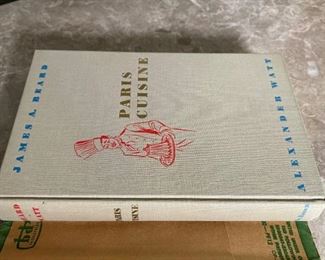 JAMES A. BEARD
PARIS
CUISINE
ALEXANDER WATT
PARIS
CUISINE